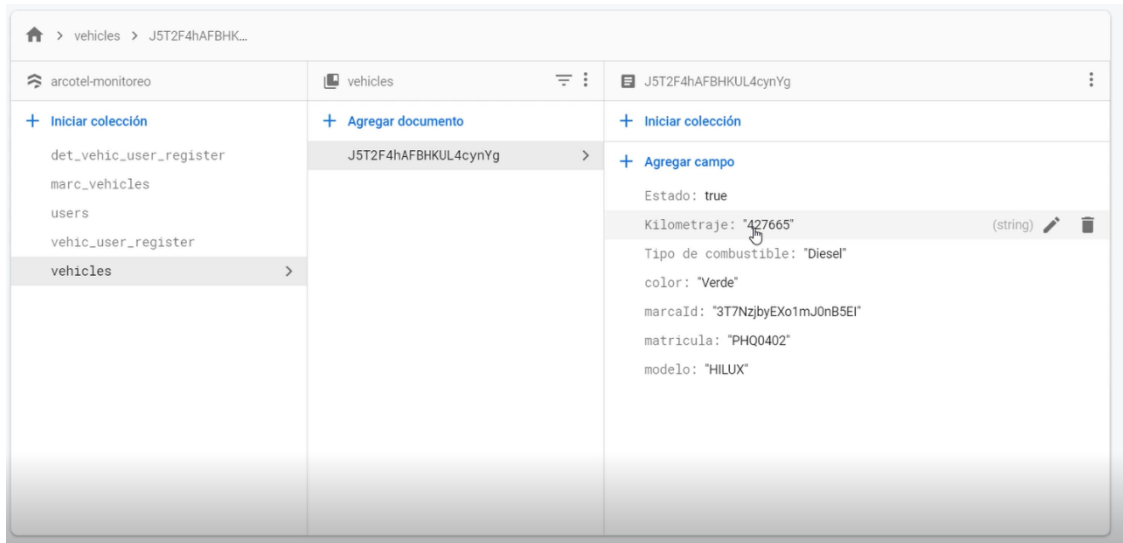 > vehicles > J5T2F4hAFBHK...
arcotel-monitoreo
+ Iniciar colección
det_vehic_user_register
marc_vehicles
users
vehic_user_register
vehicles >
vehicles
+ Agregar documento
J5T2F4hAFBHKUL4cynYg >
J5T2F4hAFBHKUL4cynYg
+ Iniciar colección
+ Agregar campo
Estado: true
Kilometraje: "427665" (string)
Tipo de combustible: "Diesel"
color: "Verde"
marcaId: "3T7NzjbyEXo1mJ0nB5EI"
matricula: "PHQ0402"
modelo: "HILUX"